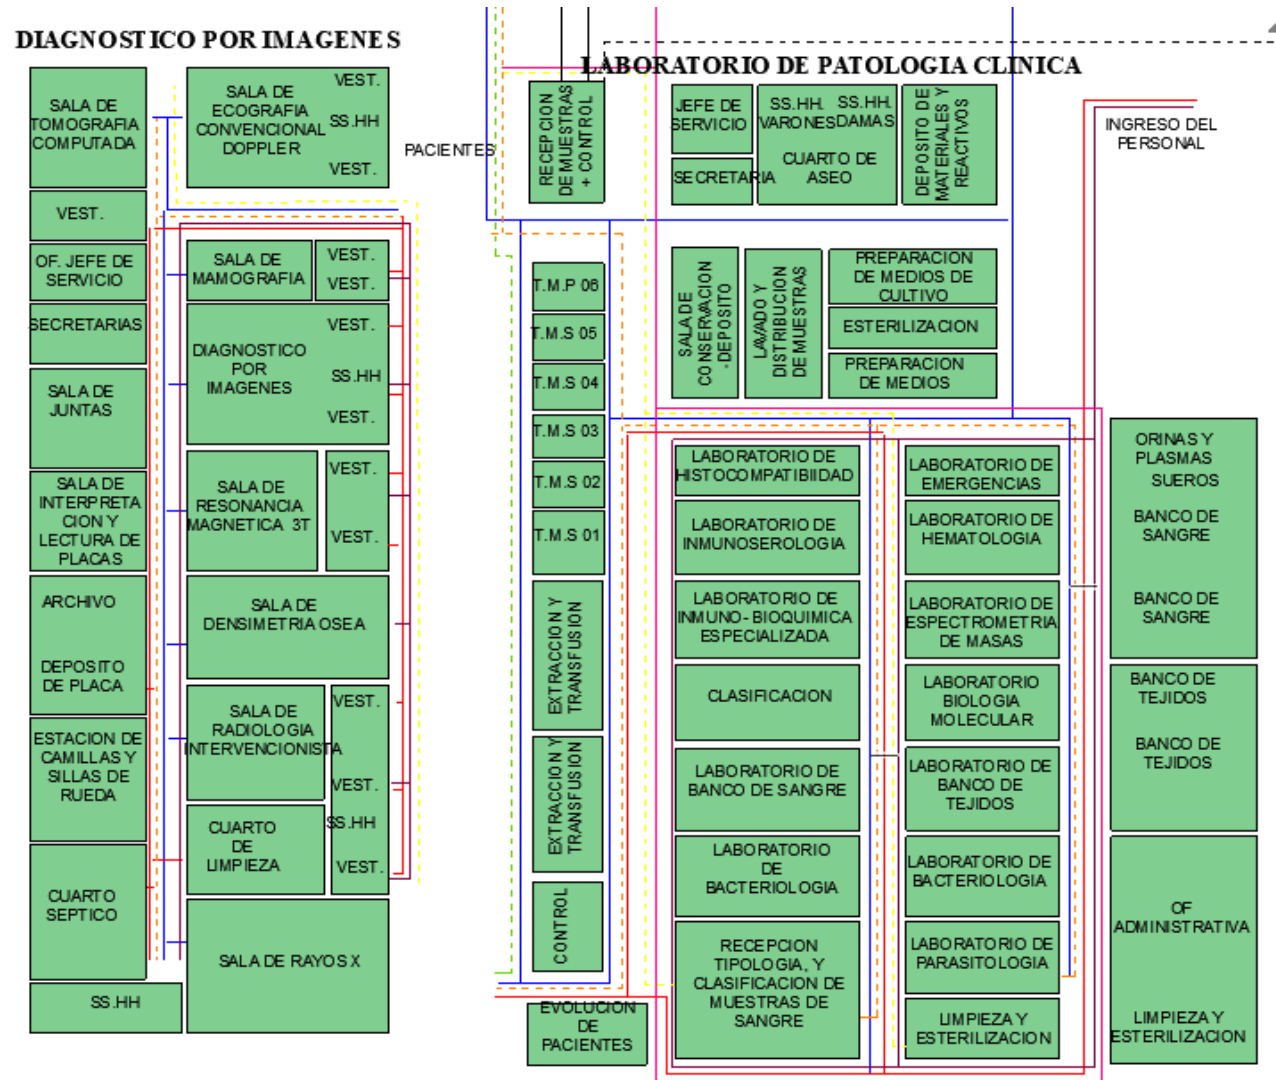 DIAGNOSTICO POR IMAGENES
SALA DE
TOMOGRAFIA
COMPUTADA
VEST.
OF. JEFE DE
SERVICIO
SECRETARIAS
SALA DE
JUNTAS
SALA DE
INTERPRETA
CION Y
LECTURA DE
PLACAS
ARCHIVO
DEPOSITO
DE PLACA
ESTACION DE
CAMILLAS Y
SILLAS DE
RUEDA
CUARTO
SEPTICO
SS.HH
SALA DE
ECOGRAFIA
CONVENCIONAL
DOPPLER
VEST.
SS.HH
VEST.
SALA DE
MAMOGRAFIA
VEST.
VEST.
DIAGNOSTICO
POR
IMAGENES
VEST.
SS.HH
VEST.
SALA DE
RESONANCIA
MAGNETICA 3T
VEST.
VEST.
SALA DE
DENSIMETRIA OSEA
SALA DE
RADIOLOGIA
INTERVENCIONISTA
VEST.
VEST.
CUARTO
DE
LIMPIEZA
SS.HH
VEST.
SALA DE RAYOS X
PACIENTES
LABORATORIO DE PATOLOGIA CLINICA
RECEPCION
DE MUESTRAS
+ CONTROL
T.M.P 06
T.M.S 05
T.M.S 04
T.M.S 03
T.M.S 02
T.M.S 01
EXTRACCION Y
TRANSFUSION
EXTRACCION Y
TRANSFUSION
CONTROL
EVOLUCION
DE
PACIENTES
JEFE DE
SERVICIO
SECRETARIA
SS.HH.
VARONES
SS.HH.
DAMAS
CUARTO DE
ASEO
DEPOSITO DE
MATERIALES Y
REACTIVOS
INGRESO DEL
PERSONAL
SALA DE
CONSERVACION
-DEPOSITO
LAVADO Y
DISTRIBUCION
DE MUESTRAS
PREPARACION
DE MEDIOS DE
CULTIVO
ESTERILIZACION
PREPARACION
DE MEDIOS
LABORATORIO DE
HISTOCOMPATIBIIDAD
LABORATORIO DE
INMUNOSEROLOGIA
LABORATORIO DE
INMUNO- BIOQUIMICA
ESPECIALIZADA
CLASIFICACION
LABORATORIO DE
BANCO DE SANGRE
LABORATORIO
DE
BACTERIOLOGIA
RECEPCION
TIPOLOGIA, Y
CLASIFICACION DE
MUESTRAS DE
SANGRE
LABORATORIO DE
EMERGENCIAS
LABORATORIO DE
HEMATOLOGIA
LABORATORIO DE
ESPECTROMETRIA
DE MASAS
LABORATORIO
BIOLOGIA
MOLECULAR
LABORATORIO DE
BANCO DE
TEJIDOS
LABORATORIO DE
BACTERIOLOGIA
LABORATORIO DE
PARASITOLOGIA
LIMPIEZA Y
ESTERILIZACION
ORINAS Y
PLASMAS
SUEROS
BANCO DE
SANGRE
BANCO DE
SANGRE
BANCO DE
TEJIDOS
BANCO DE
TEJIDOS
OF
ADMINISTRATIVA
LIMPIEZA Y
ESTERILIZACION